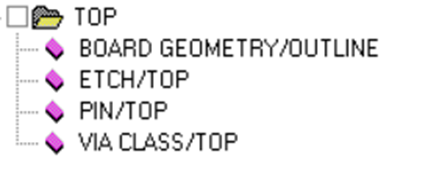 TOP
BOARD GEOMETRY/OUTLINE
ETCH/TOP
PIN/TOP
VIA CLASS/TOP